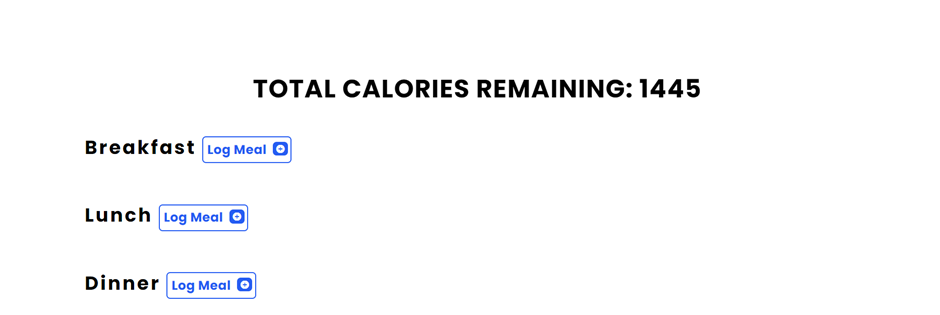 TOTAL CALORIES REMAINING: 1445
Breakfast Log Meal
Lunch Log Meal
Dinner Log Meal